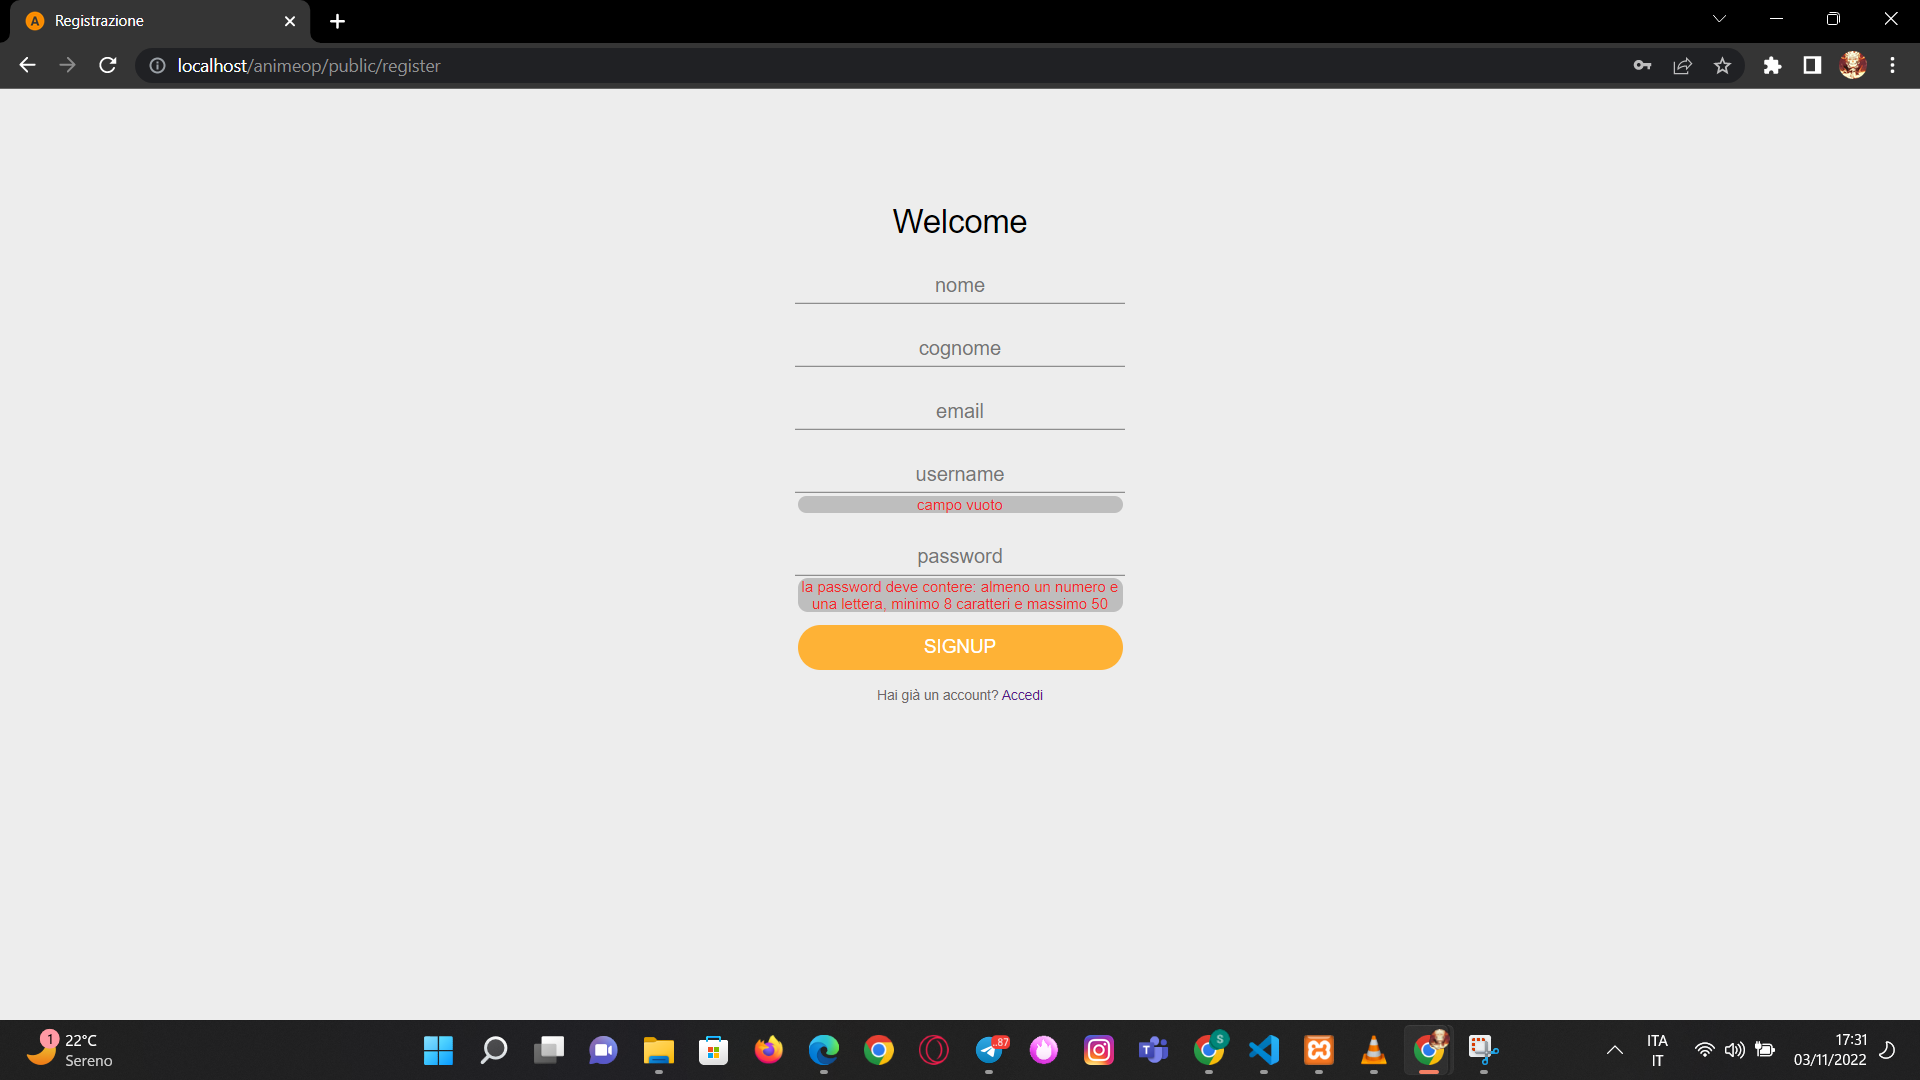 A Registrazione
localhost/animeop/public/register
Welcome
nome
cognome
email
username
campo vuoto
password
la password deve contere: almeno un numero e
una lettera, minimo 8 caratteri e massimo 50
SIGNUP
Hai già un account? Accedi
1
22°C
Sereno
.87
T
S
ITA
IT
17:31
03/11/2022